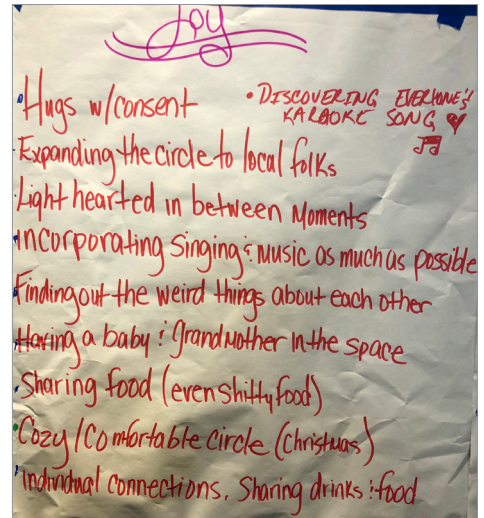 Joy
• Hugs w/consent
• DISCOVERING EVERYONE'S
KARAOKE SONG ♥
♫
• Expanding the circle to local folks
• Light hearted in between Moments
• Incorporating Singing & Music as much as possible
• Finding out the weird things about each other
• Having a baby & Grandmother In the space
• Sharing food (even shitty food)
• Cozy/Comfortable circle (Christmas)
• Individual connections, Sharing drinks & food